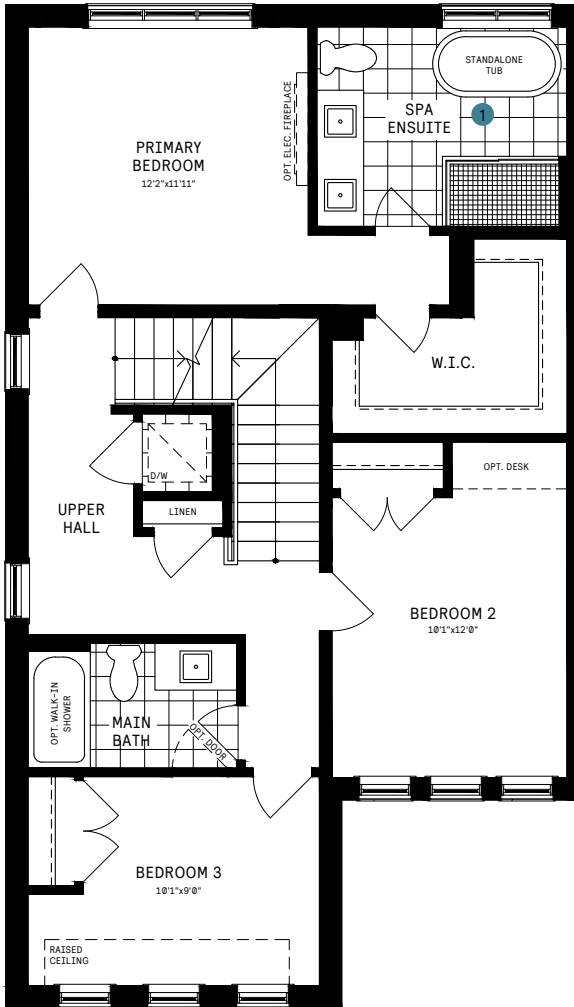 STANDALONE
TUB
SPA
ENSUITE
1
OPT. ELEC. FIREPLACE
PRIMARY
BEDROOM
12'2"x11'11"
W.I.C.
D/W
OPT. DESK
LINEN
UPPER
HALL
BEDROOM 2
10'1"x12'0"
OPT. WALK-IN
SHOWER
MAIN
BATH
OPT. DOOR
BEDROOM 3
10'1"x9'0"
RAISED
CEILING